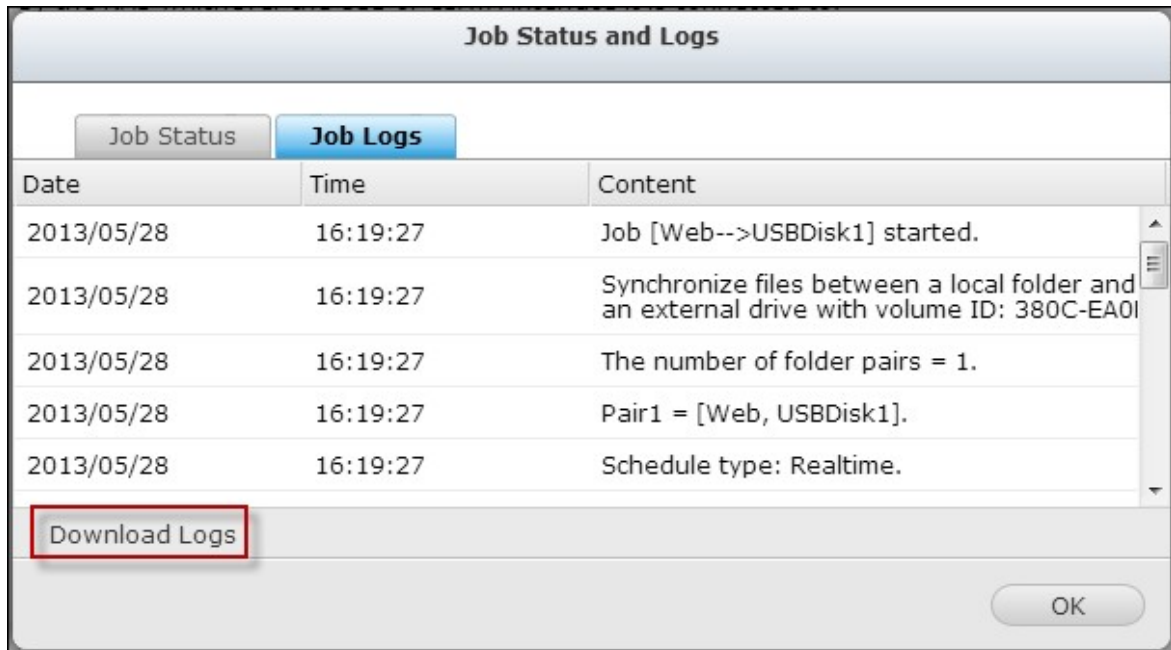 Job Status and Logs
Job Status Job Logs
Date Time Content
2013/05/28 16:19:27 Job [Web-->USBDisk1] started.
2013/05/28 16:19:27 Synchronize files between a local folder and
an external drive with volume ID:
2013/05/28 16:19:27 The number of folder pairs = 1.
2013/05/28 16:19:27 Pair1 = [Web, USBDisk1].
2013/05/28 16:19:27 Schedule type: Realtime.
Download Logs
OK